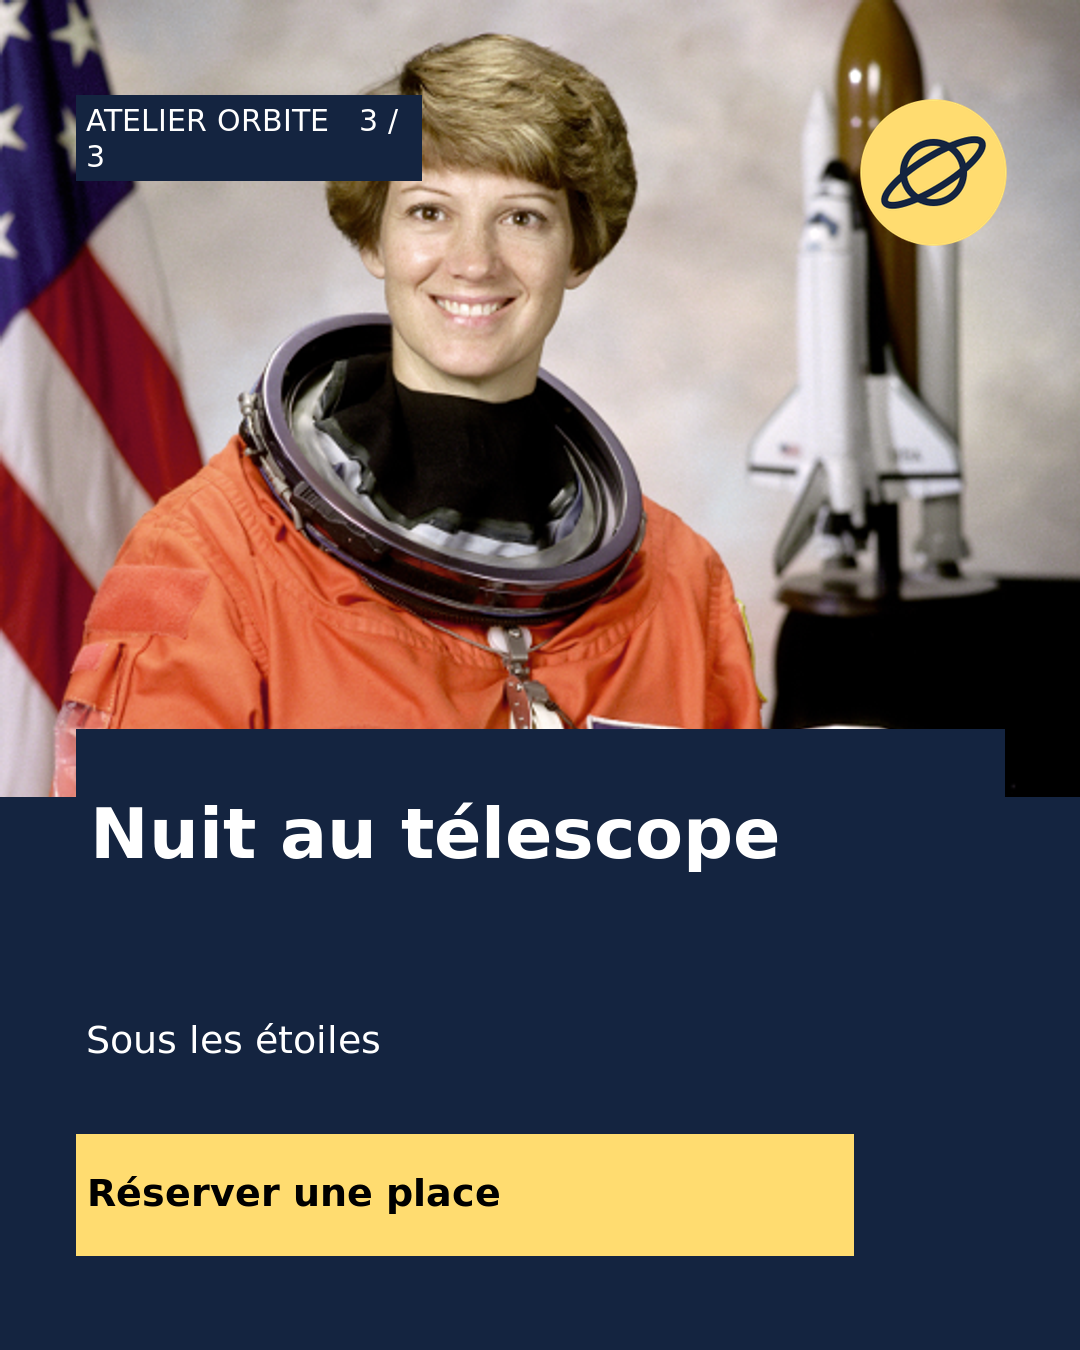 ATELIER ORBITE   3 /
3
Nuit au télescope
Sous les étoiles
Réserver une place